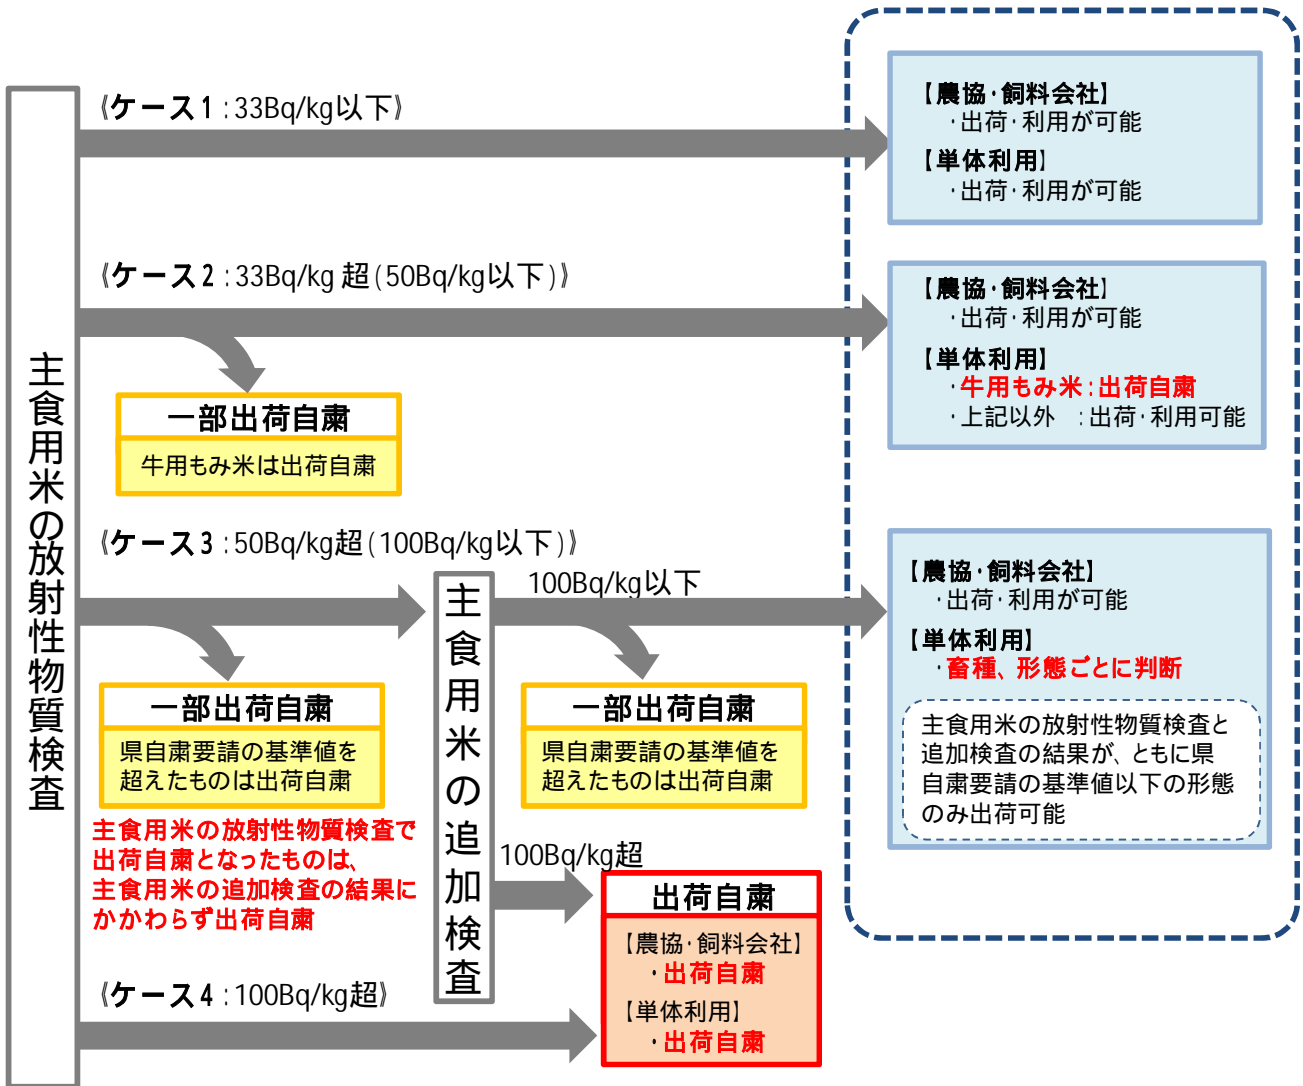 主食用米の放射性物質検査
《ケース1：33Bq/kg以下》
【農協・飼料会社】
・出荷・利用が可能
【単体利用】
・出荷・利用が可能
《ケース2：33Bq/kg 超(50Bq/kg以下)》
一部出荷自粛
牛用もみ米は出荷自粛
【農協・飼料会社】
・出荷・利用が可能
【単体利用】
・牛用もみ米：出荷自粛
・上記以外　：出荷・利用可能
《ケース3：50Bq/kg超(100Bq/kg以下)》
一部出荷自粛
県自粛要請の基準値を
超えたものは出荷自粛
主食用米の放射性物質検査で
出荷自粛となったものは、
主食用米の追加検査の結果に
かかわらず出荷自粛
主食用米の追加検査
100Bq/kg以下
一部出荷自粛
県自粛要請の基準値を
超えたものは出荷自粛
【農協・飼料会社】
・出荷・利用が可能
【単体利用】
・畜種、形態ごとに判断
主食用米の放射性物質検査と
追加検査の結果が、ともに県
自粛要請の基準値以下の形態
のみ出荷可能
100Bq/kg超
出荷自粛
【農協・飼料会社】
・出荷自粛
【単体利用】
・出荷自粛
《ケース4：100Bq/kg超》